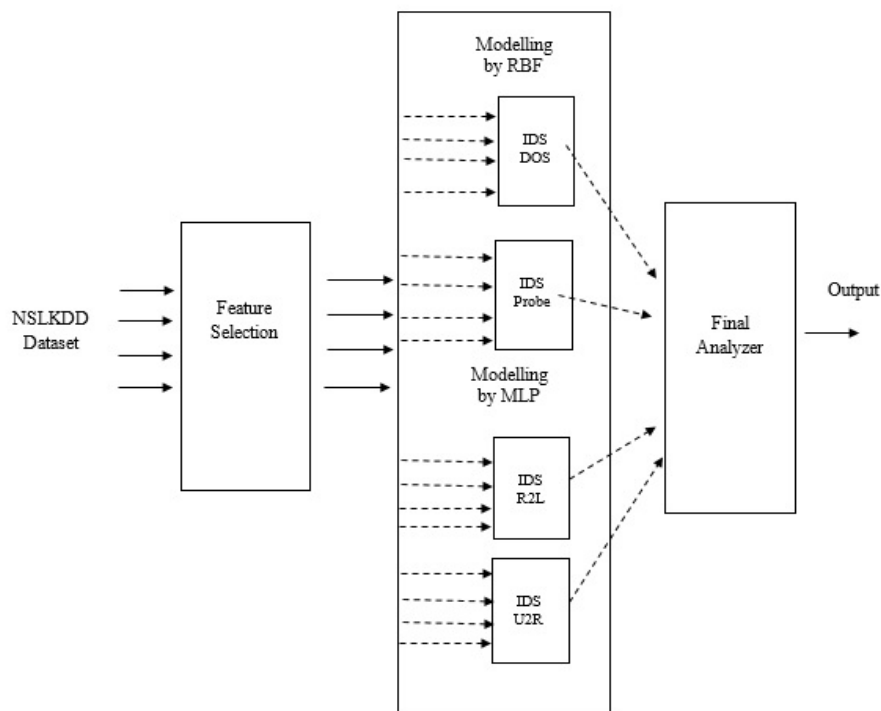 NSLKDD
Dataset
Feature
Selection
Modelling
by RBF
IDS
DOS
IDS
Probe
Modelling
by MLP
IDS
R2L
IDS
U2R
Final
Analyzer
Output